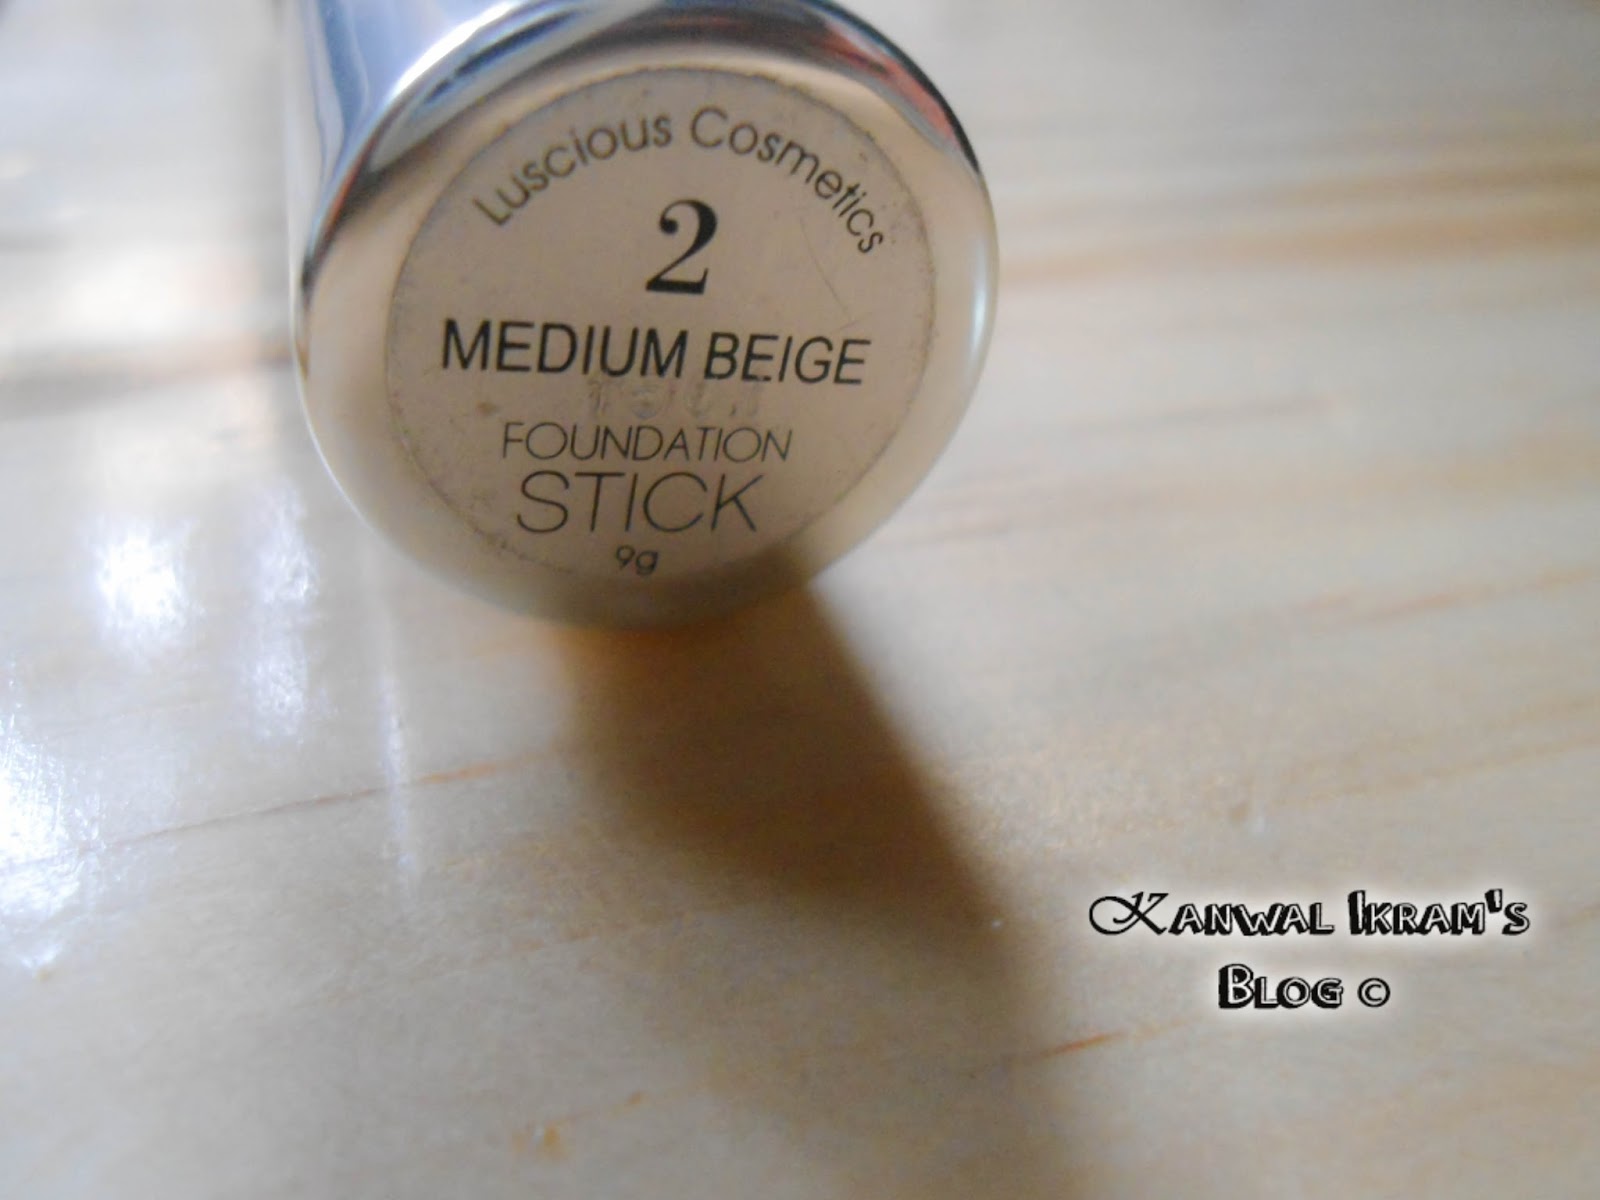 Luscious Cosmetics
2
MEDIUM BEIGE
FOUNDATION
STICK
9g
Kanwal Ikram's
Blog ©